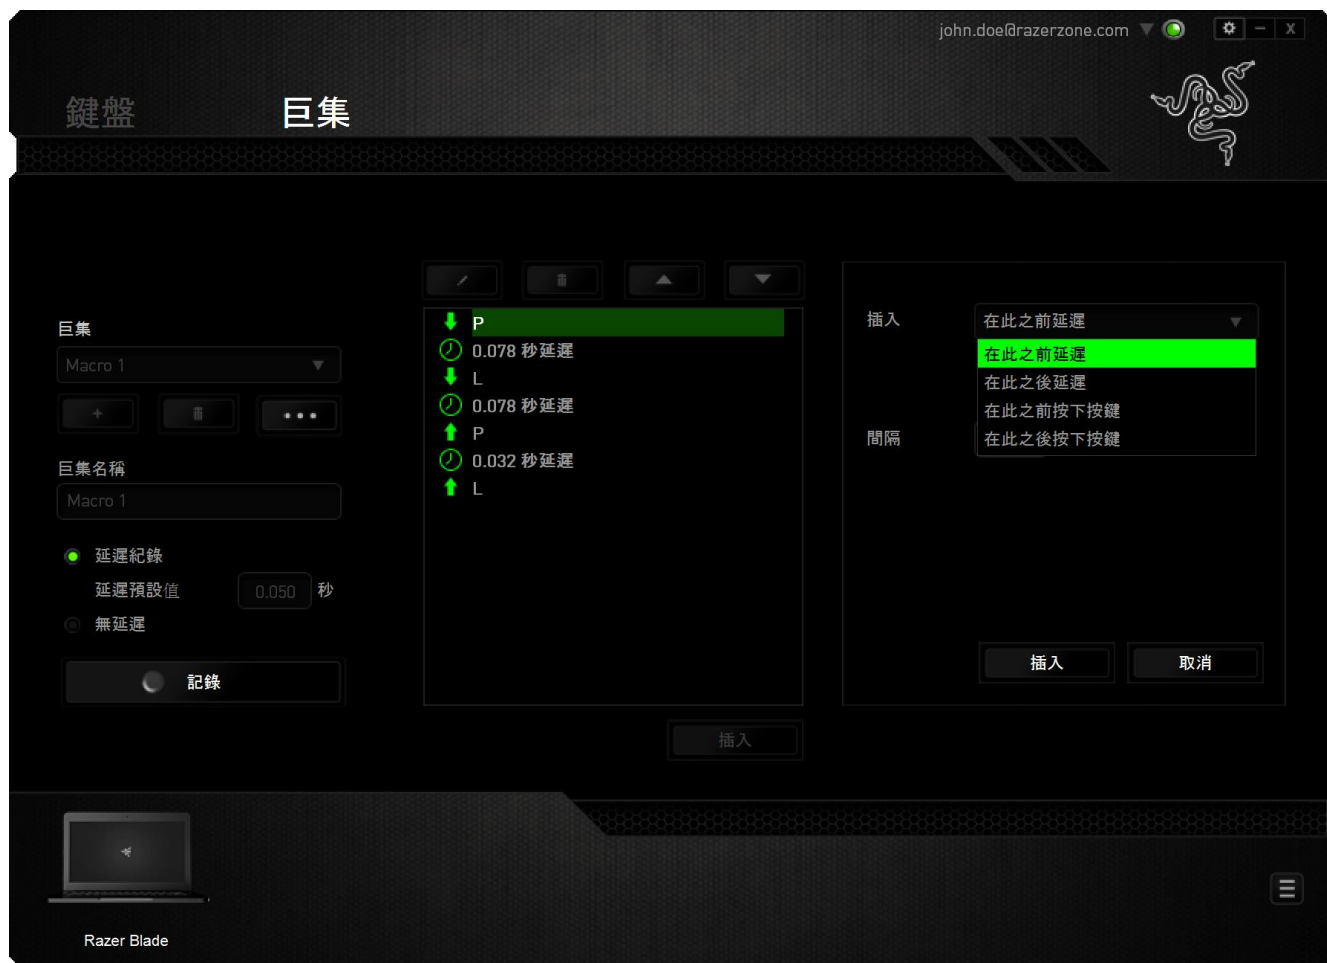 john.doe@razerzone.com
鍵盤 巨集
巨集
Macro 1
巨集名稱
Macro 1
延遲紀錄
延遲預設值 0.050 秒
無延遲
記錄
P
0.078 秒延遲
L
0.078 秒延遲
P
0.032 秒延遲
L
插入
插入 在此之前延遲
在此之前延遲
在此之後延遲
在此之前按下按鍵
在此之後按下按鍵
間隔
插入 取消
Razer Blade